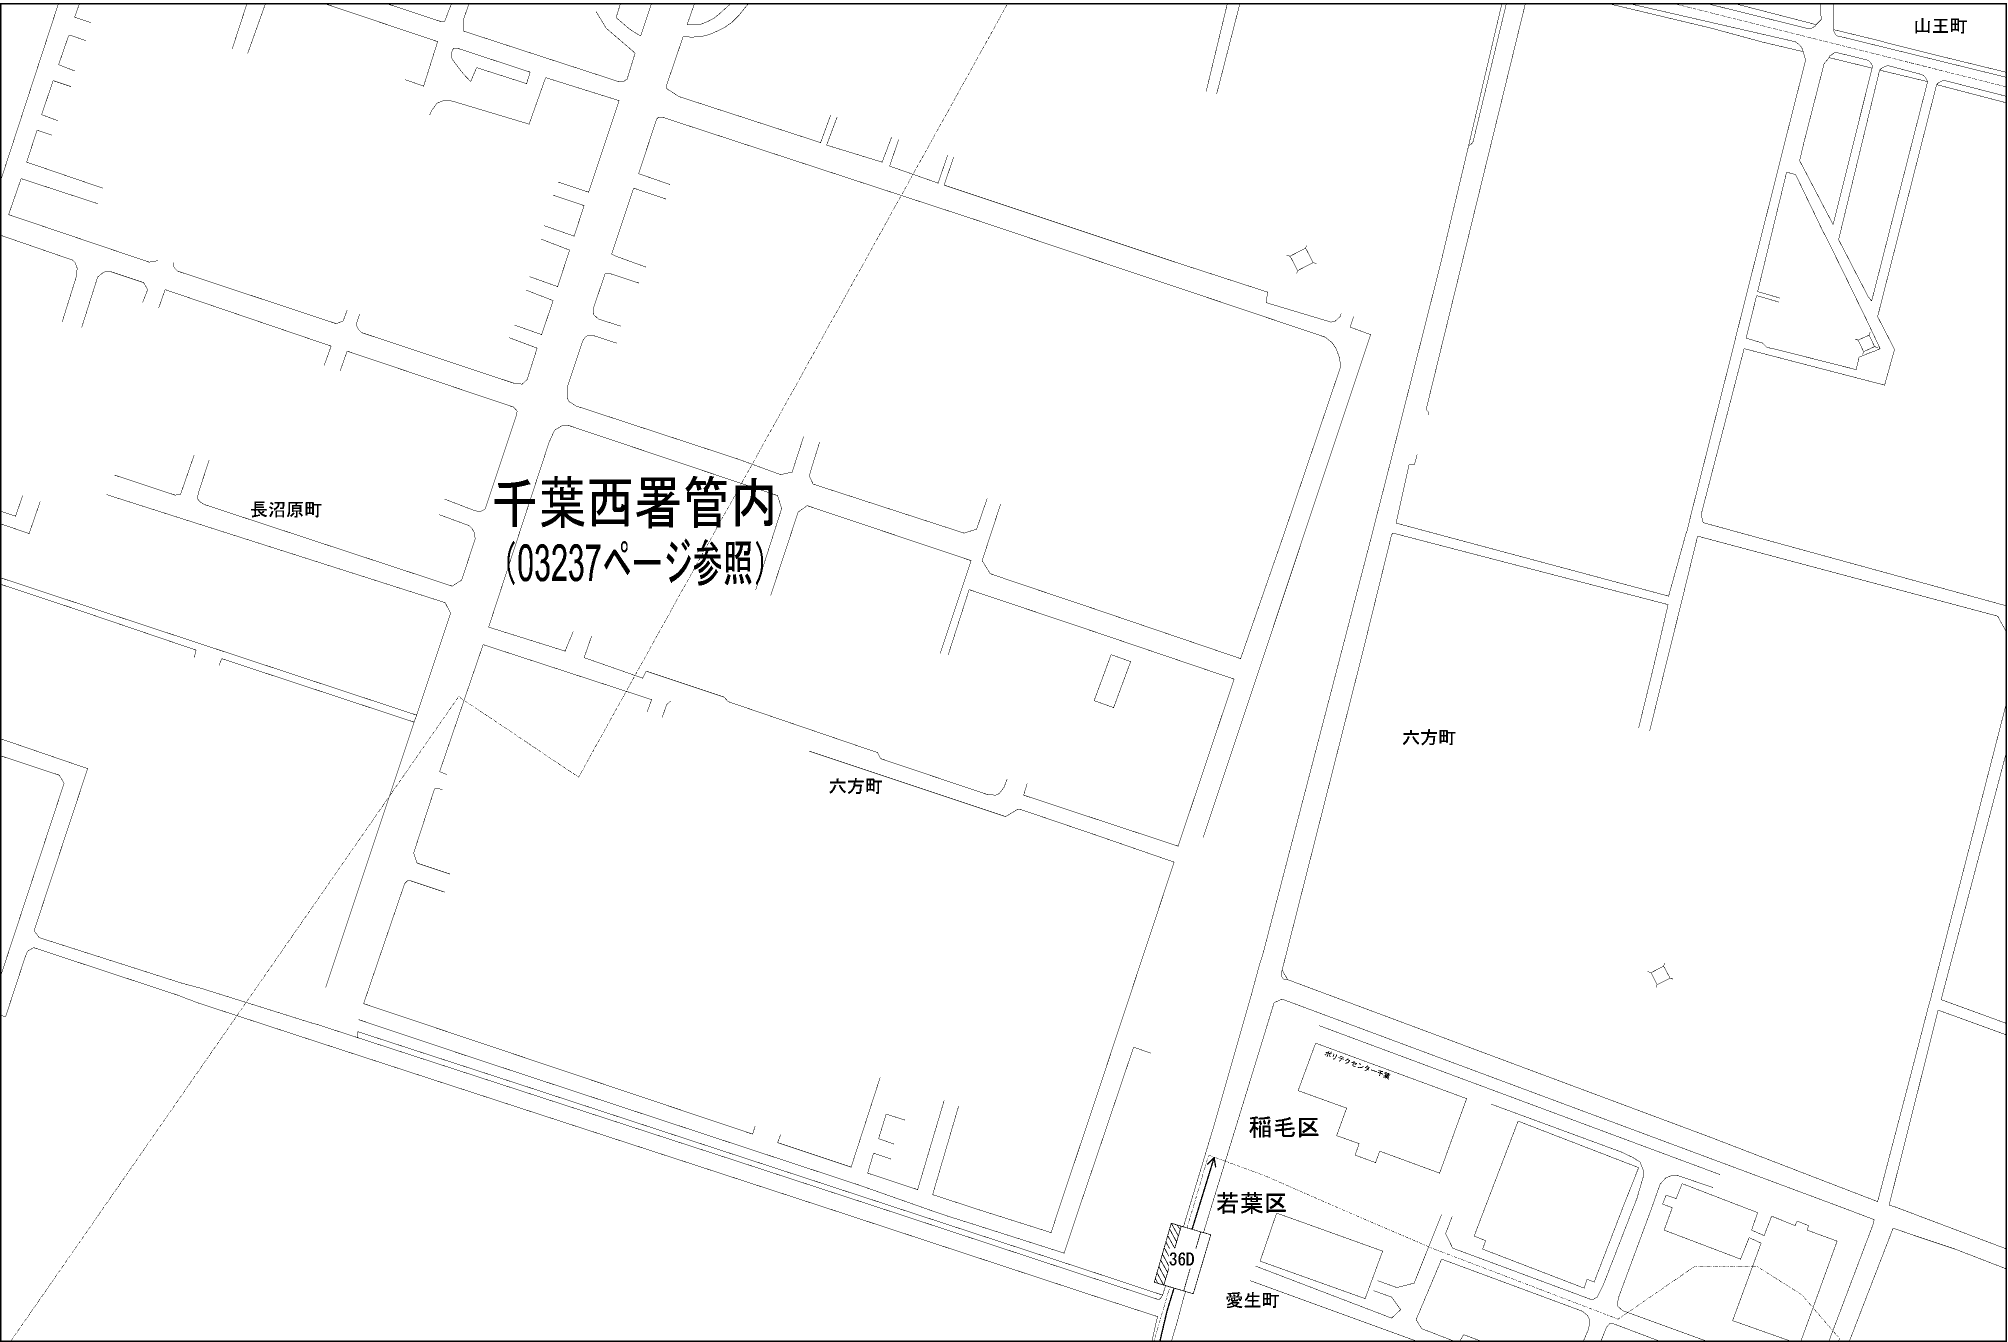 山王町
長沼原町
千葉西署管内
(03237ページ参照)
六方町
六方町
ポリテクセンター千葉
稲毛区
若葉区
36D
愛生町